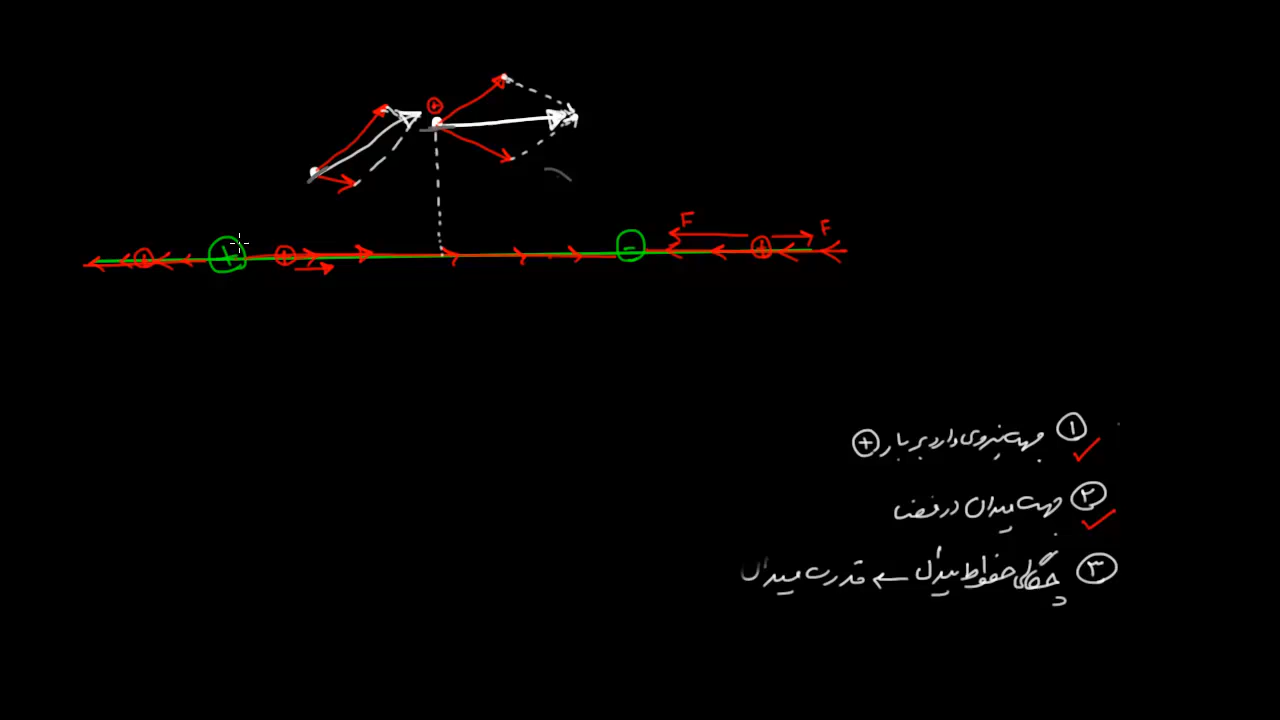 +
F
F
+
+
+
-
+
① جهت نیروی وارد بر بار +
② جهت میدان در فضا
③ چگالی خطوط میدان ← قدرت میدان